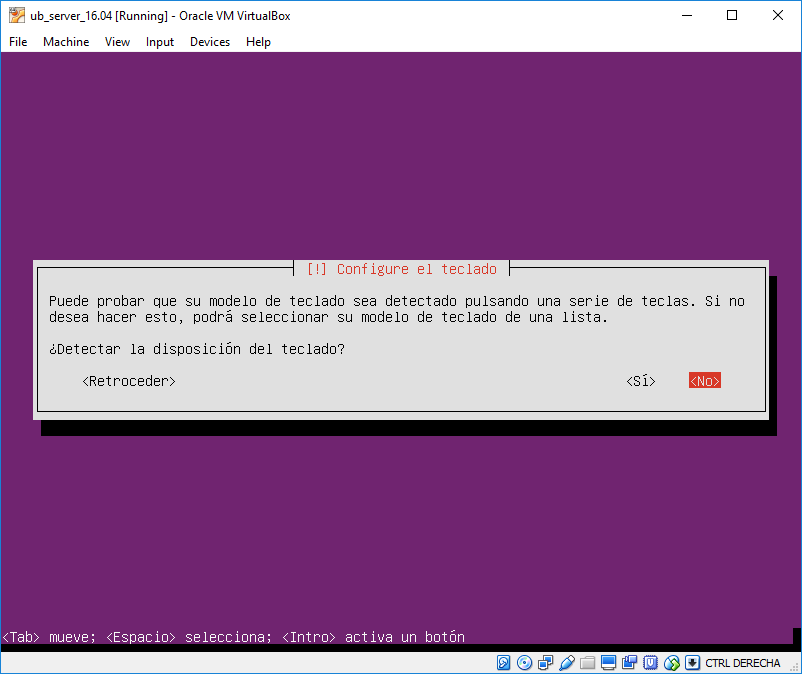 ub_server_16.04 [Running] - Oracle VM VirtualBox
File Machine View Input Devices Help
[!] Configure el teclado
Puede probar que su modelo de teclado sea detectado pulsando una serie de teclas. Si no
desea hacer esto, podrá seleccionar su modelo de teclado de una lista.
¿Detectar la disposición del teclado?
<Retroceder> <Sí> <No>
<Tab> mueve; <Espacio> selecciona; <Intro> activa un botón
CTRL DERECHA